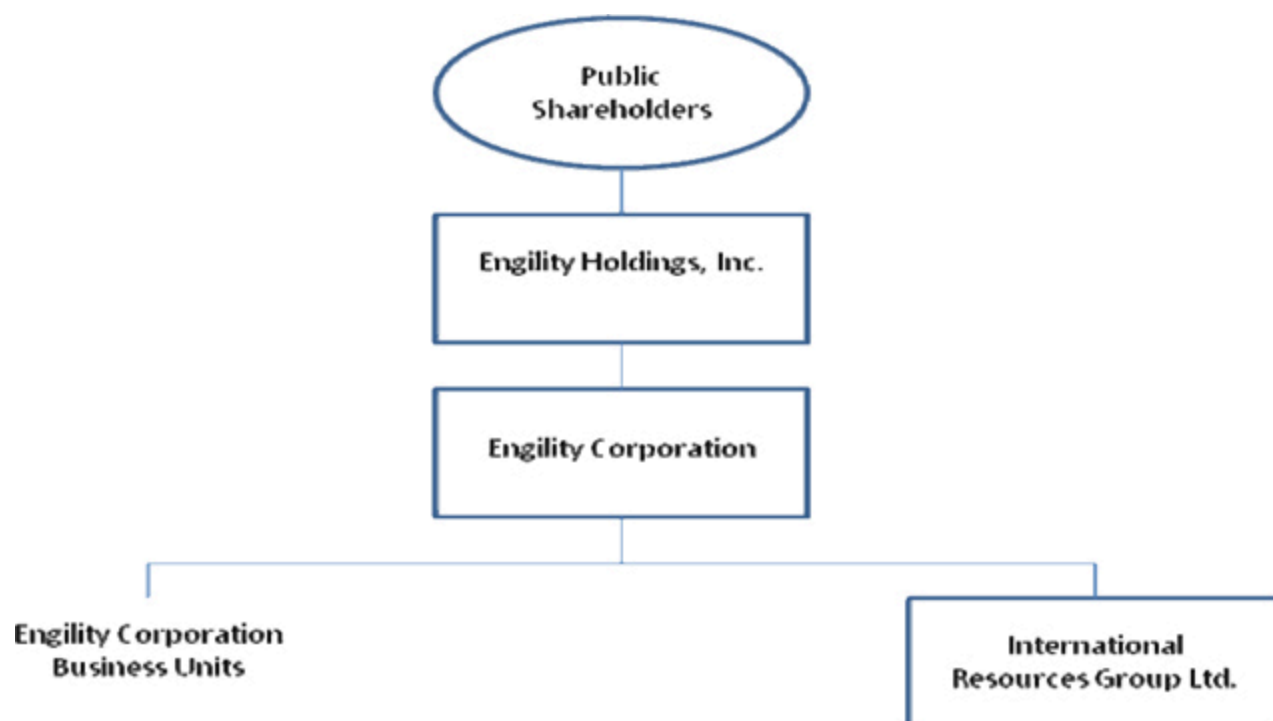 Public
Shareholders
Engility Holdings, Inc.
Engility Corporation
Engility Corporation
Business Units
International
Resources Group Ltd.